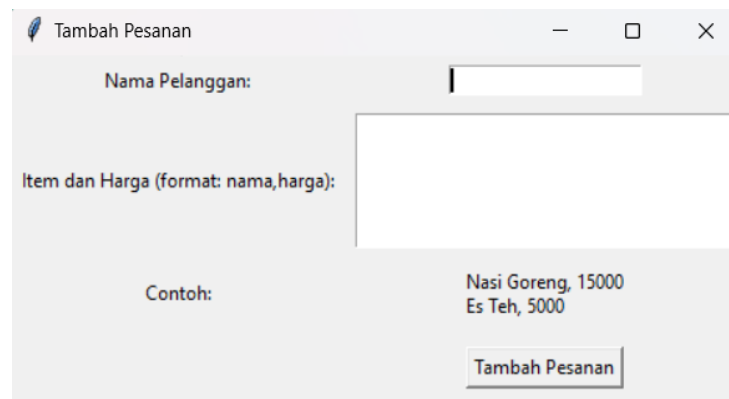 Tambah Pesanan
Nama Pelanggan:
Item dan Harga (format: nama,harga):
Contoh:
Nasi Goreng, 15000
Es Teh, 5000
Tambah Pesanan